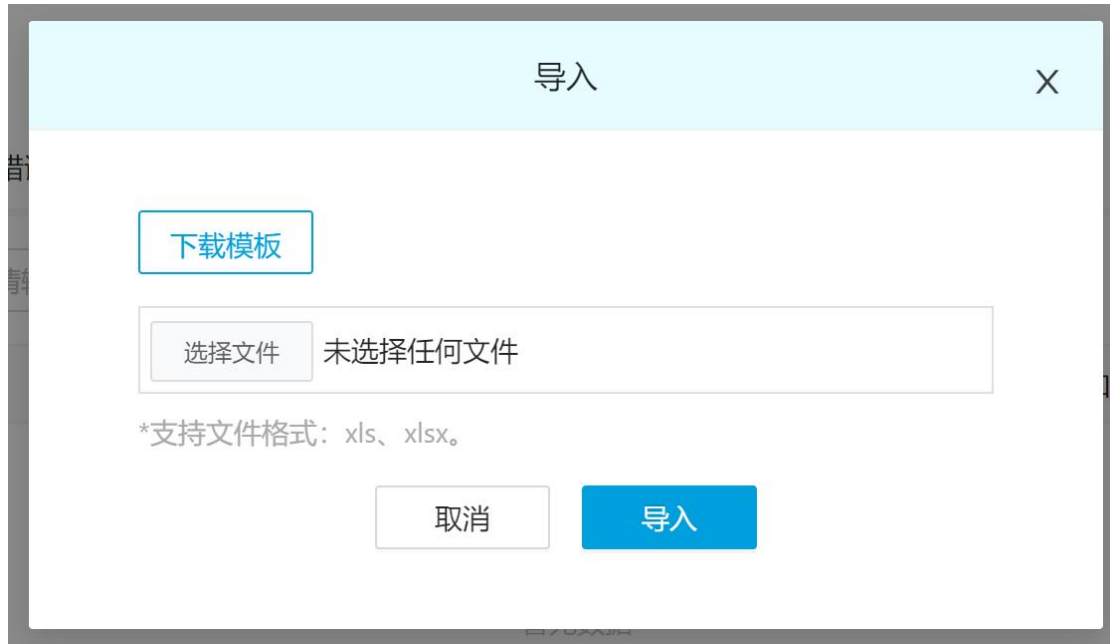 导入
X
下载模板
选择文件 未选择任何文件
*支持文件格式：xls、xlsx。
取消 导入